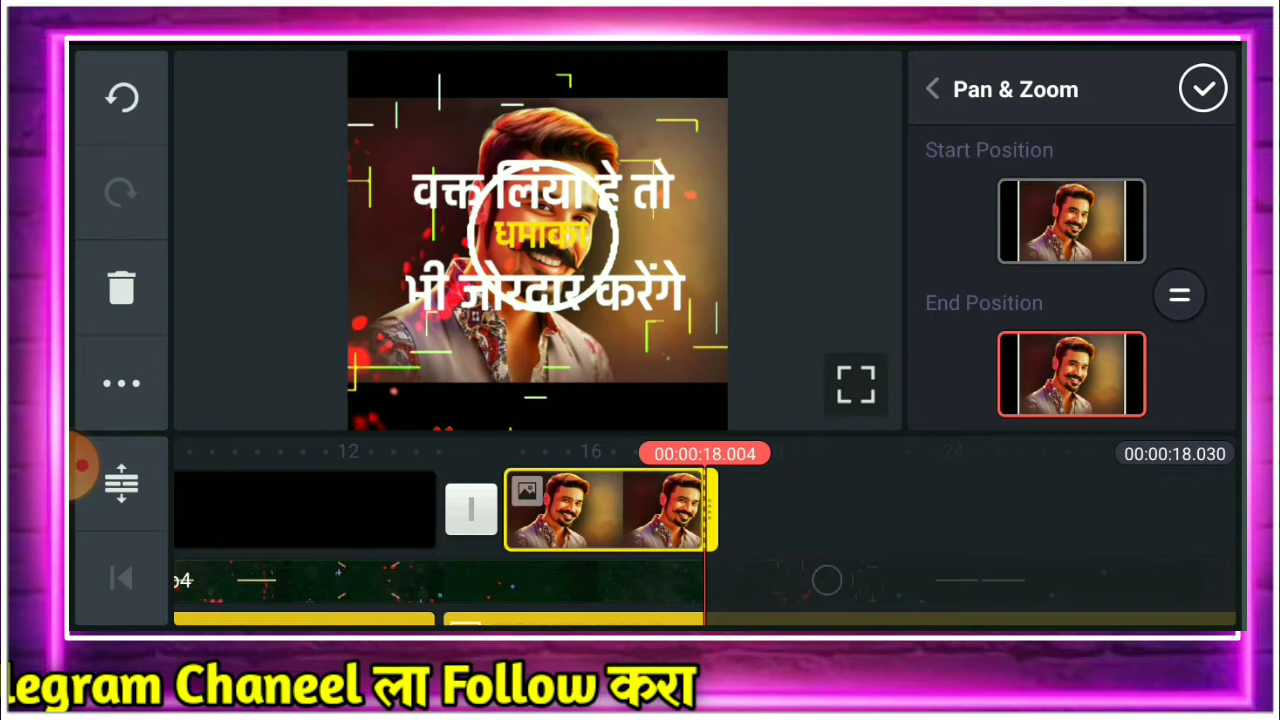 Pan & Zoom
Start Position
वक्त लिया है तो
धमाका
भी जोरदार करेंगे
End Position
12
16
00:00:18.004
24
00:00:18.030
legram Chaneel ला Follow करा